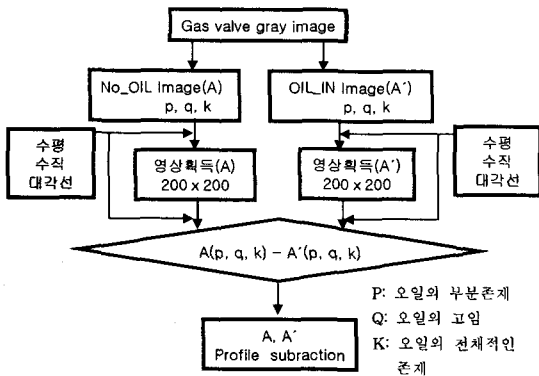 Gas valve gray image
No_OIL Image(A)
p, q, k
OIL_IN Image(A´)
p, q, k
수평
수직
대각선
영상획득(A)
200 x 200
영상획득(A´)
200 x 200
수평
수직
대각선
A(p, q, k) – A´(p, q, k)
P: 오일의 부분존재
Q: 오일의 고임
K: 오일의 전채적인
존재
A, A´
Profile subraction